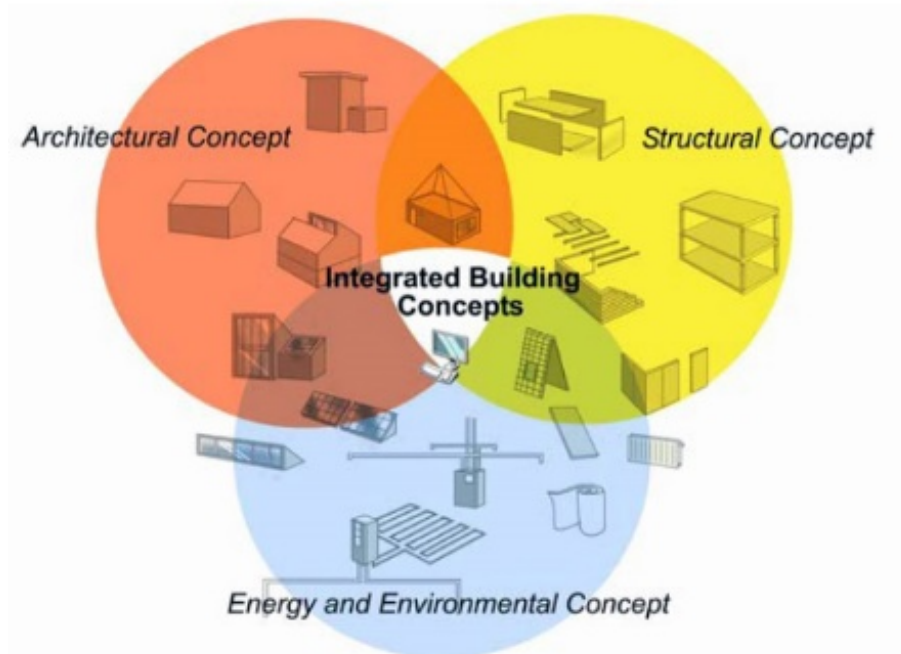 Architectural Concept
Structural Concept
Integrated Building
Concepts
Energy and Environmental Concept